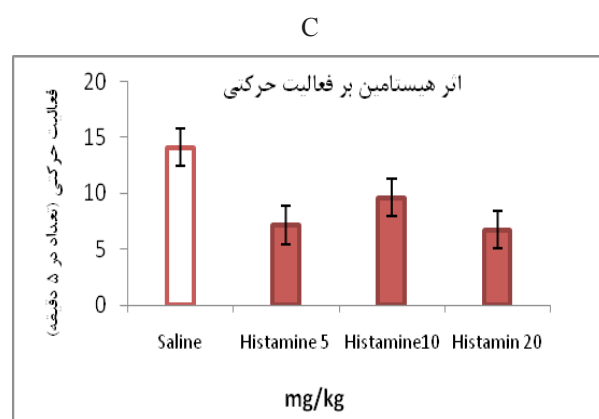 C
اثر هیستامین بر فعالیت حرکتی
فعالیت حرکتی (تعداد در ۵ دقیقه)
20
15
10
5
0
Saline
Histamine 5
Histamine10
Histamin 20
mg/kg